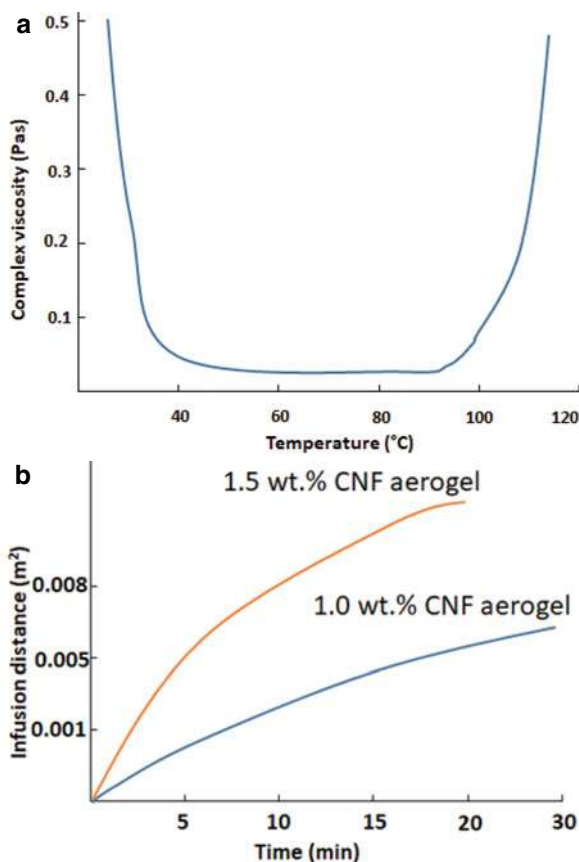 a
0.5
0.4
0.3
0.2
0.1
Complex viscosity (Pas)
40 60 80 100 120
Temperature (°C)
b
1.5 wt.% CNF aerogel
1.0 wt.% CNF aerogel
0.008
0.005
0.001
Infusion distance (m²)
5 10 15 20 30
Time (min)